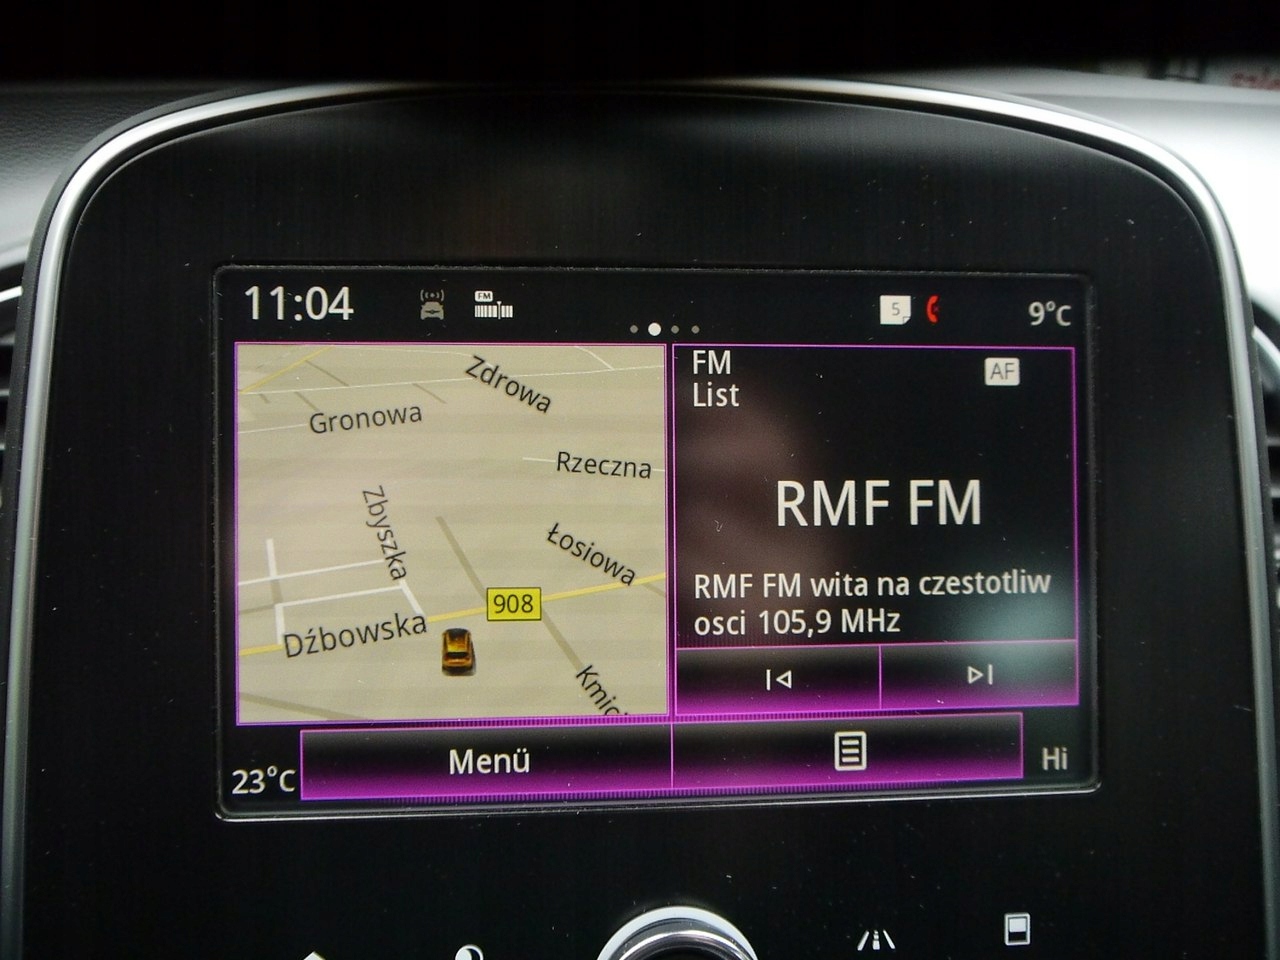 11:04
FM
5
9°C
Zdrowa
Gronowa
Rzeczna
Zbyszka
Łosiowa
908
Dźbowska
Kmic
FM
AF
List
RMF FM
RMF FM wita na czestotliw
osci 105,9 MHz
Menü
23°C
Hi